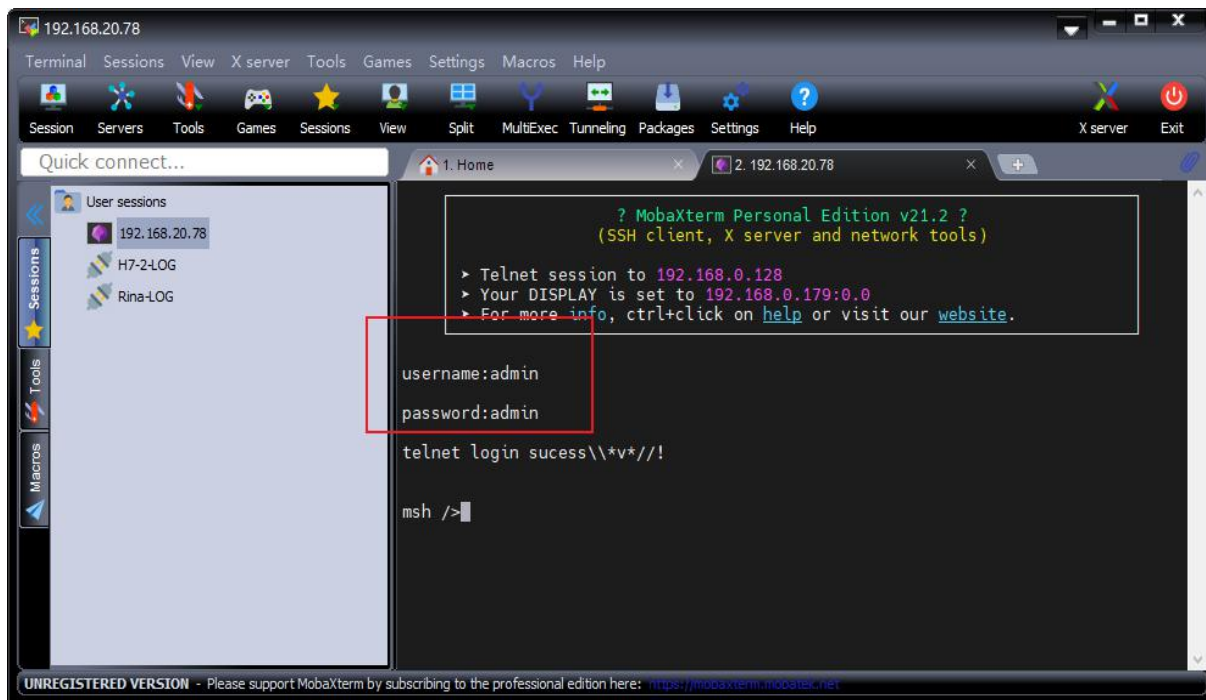 192.168.20.78
Terminal Sessions View X server Tools Games Settings Macros Help
Session Servers Tools Games Sessions View Split MultiExec Tunneling Packages Settings Help X server Exit
Quick connect...
1. Home
2. 192.168.20.78
User sessions
192.168.20.78
H7-2-LOG
Rina-LOG
Sessions
Tools
Macros
? MobaXterm Personal Edition v21.2 ?
(SSH client, X server and network tools)
➤ Telnet session to 192.168.0.128
➤ Your DISPLAY is set to 192.168.0.179:0.0
➤ For more info, ctrl+click on help or visit our website.
username:admin
password:admin
telnet login sucess\\*v*//!
msh />
UNREGISTERED VERSION - Please support MobaXterm by subscribing to the professional edition here: https://mobaxterm.mobatek.net